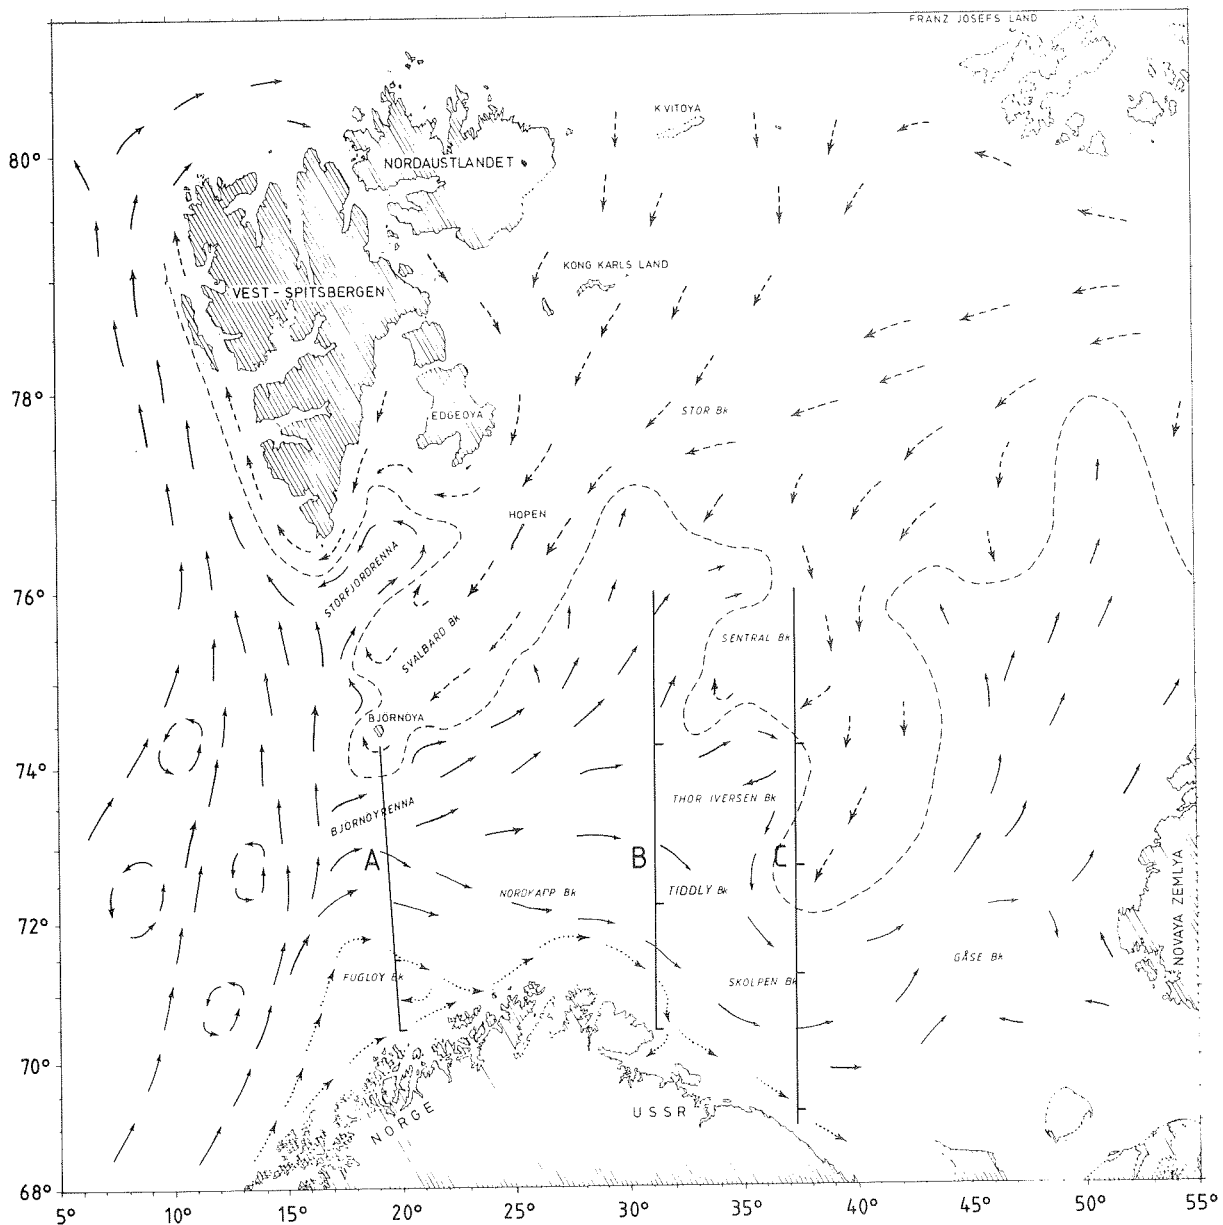 FRANZ JOSEFS LAND
KVITOYA
80°
NORDAUSTLANDET
KONG KARLS LAND
VEST - SPITSBERGEN
78°
EDGEOYA
STOR BK
HOPEN
STORFJORDRENNA
76°
SVALBARD BK
SENTRAL BK
BJÖRNÖYA
74°
THOR IVERSEN BK
BJÖRNÖYRENNA
A
B
C
NORDKAPP BK
TIDDLY BK
72°
NOVAYA ZEMLYA
GÅSE BK
FUGLOY BK
SKOLPEN BK
70°
NORGE
USSR
68°
5°
10°
15°
20°
25°
30°
35°
40°
45°
50°
55°